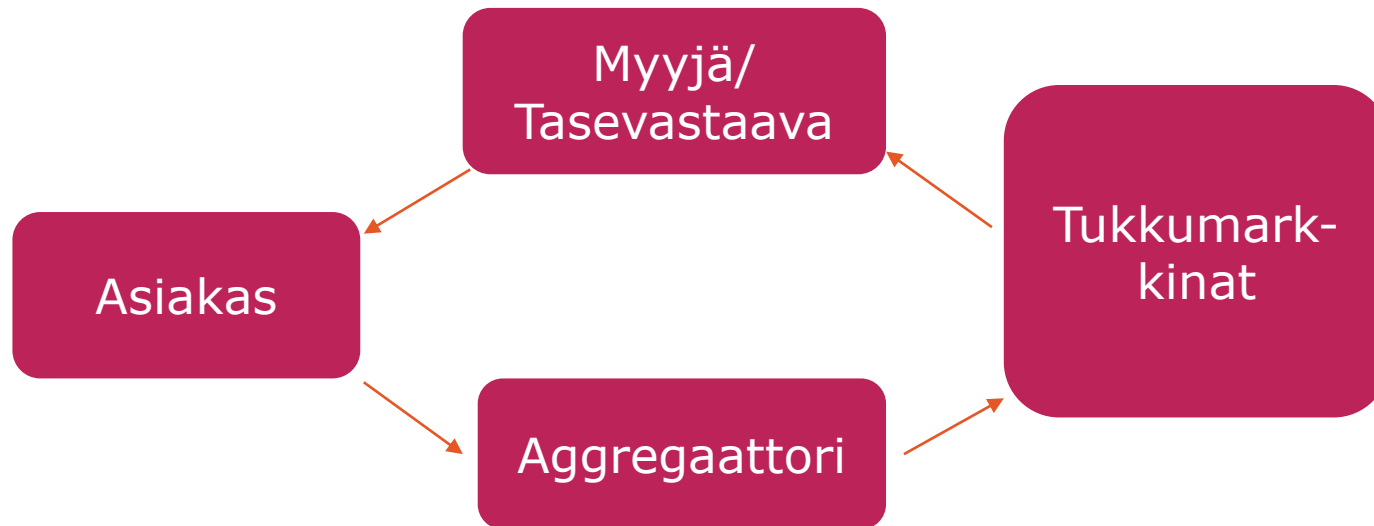 Myyjä/
Tasevastaava
Tukkumark-
kinat
Asiakas
Aggregaattori